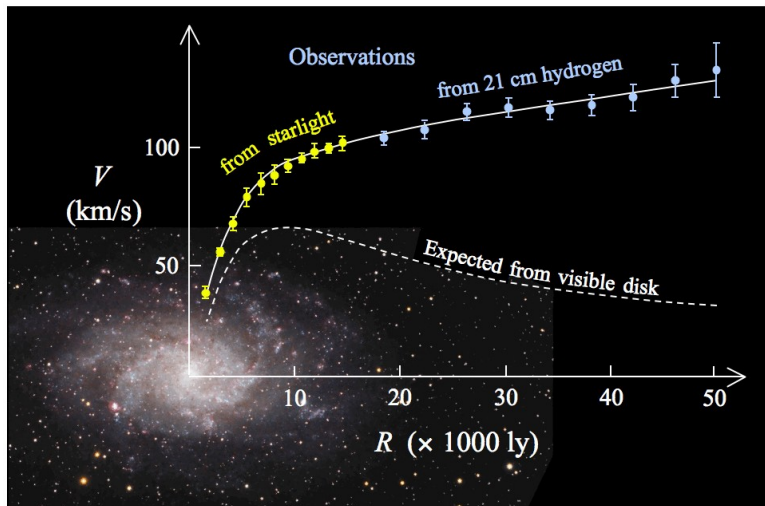 Observations
from 21 cm hydrogen
from starlight
100
V
(km/s)
50
Expected from visible disk
10
20
30
40
50
R (× 1000 ly)